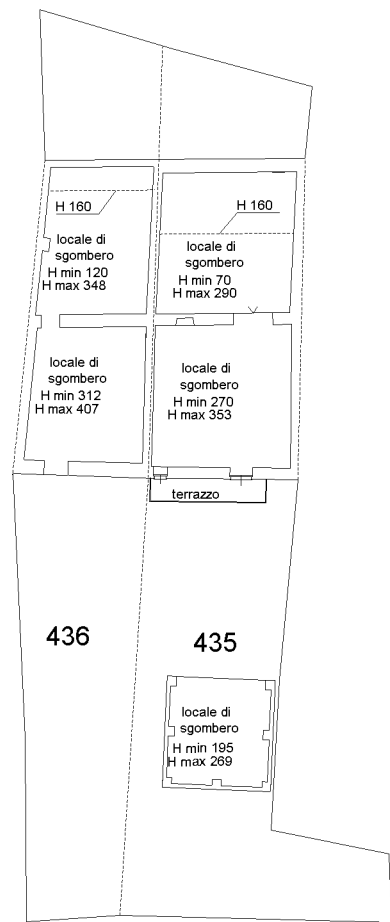 H 160
locale di
sgombero
H min 120
H max 348
H 160
locale di
sgombero
H min 70
H max 290
locale di
sgombero
H min 312
H max 407
locale di
sgombero
H min 270
H max 353
terrazzo
436
435
locale di
sgombero
H min 195
H max 269